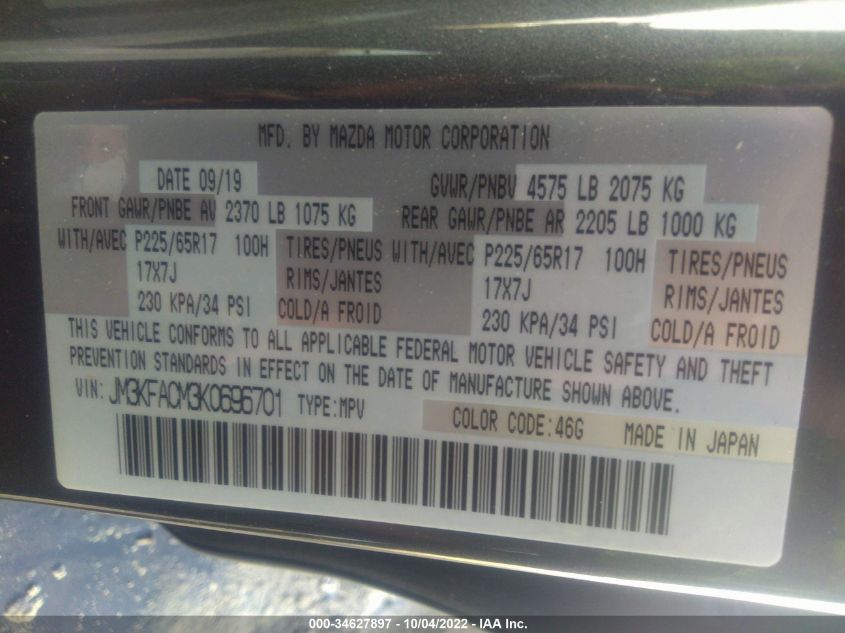 MFD. BY MAZDA MOTOR CORPORATION
DATE 09/19 GVWR/PNBV 4575 LB 2075 KG
FRONT GAWR/PNBE AV 2370 LB 1075 KG REAR GAWR/PNBE AR 2205 LB 1000 KG
WITH/AVEC P225/65R17 100H TIRES/PNEUS WITH/AVEC P225/65R17 100H TIRES/PNEUS
17X7J RIMS/JANTES 17X7J RIMS/JANTES
230 KPA/34 PSI COLD/A FROID 230 KPA/34 PSI COLD/A FROID
THIS VEHICLE CONFORMS TO ALL APPLICABLE FEDERAL MOTOR VEHICLE SAFETY AND THEFT
PREVENTION STANDARDS IN EFFECT ON THE DATE OF MANUFACTURE SHOWN ABOVE.
VIN: JM3KFACM3K0696701 TYPE:MPV
COLOR CODE:46G MADE IN JAPAN
000-34627897 - 10/04/2022 - IAA Inc.